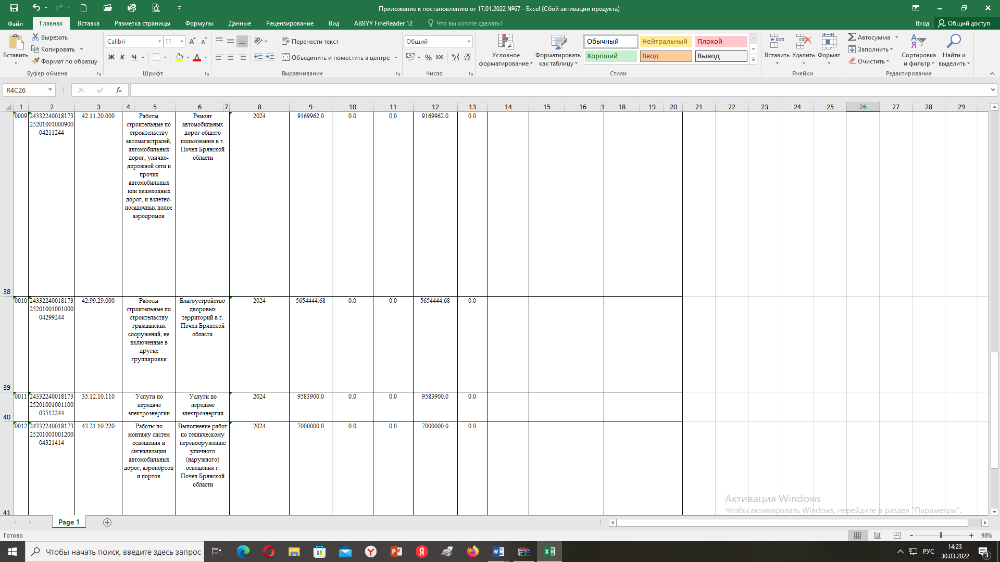 Приложение к постановлению от 17.01.2022 №67 - Excel (Сбой активации продукта)
Файл Главная Вставка Разметка страницы Формулы Данные Рецензирование Вид ABBYY FineReader 12 Что вы хотите сделать? Вход Общий доступ
Вставить
Вырезать
Копировать
Формат по образцу
Буфер обмена
Calibri 11
Ж К Ч
Шрифт
Перенести текст
Объединить и поместить в центре
Выравнивание
Общий
% 000
Число
Условное
форматирование
Форматировать
как таблицу
Обычный Нейтральный Плохой
Хороший Ввод Вывод
Стили
Вставить Удалить Формат
Ячейки
Автосумма
Заполнить
Очистить
Сортировка
и фильтр
Найти и
выделить
Редактирование
R4C26
fx
1 2 3 4 5 6 7 8 9 10 11 12 13 14 15 16 1 18 19 20 21 22 23 24 25 26 27 28 29
38
0009
24332240018173
25201001000900
04211244
42.11.20.000
Работы
строительные по
строительству
автомагистралей,
автомобильных
дорог, улично-
дорожной сети и
прочих
автомобильных
или пешеходных
дорог, и взлетно-
посадочных полос
аэродромов
Ремонт
автомобильных
дорог общего
пользования в г.
Почеп Брянской
области
2024
9169962.0
0.0
0.0
9169962.0
0.0
39
0010
24332240018173
25201001001000
04299244
42.99.29.000
Работы
строительные по
строительству
гражданских
сооружений, не
включенные в
другие
группировки
Благоустройство
дворовых
территорий в г.
Почеп Брянской
области
2024
5654444.68
0.0
0.0
5654444.68
0.0
40
0011
24332240018173
25201001001100
03512244
35.12.10.110
Услуги по
передаче
электроэнергии
Услуги по
передаче
электроэнергии
2024
9583900.0
0.0
0.0
9583900.0
0.0
41
0012
24332240018173
25201001001200
04321414
43.21.10.220
Работы по
монтажу систем
освещения и
сигнализации
автомобильных
дорог, аэропортов
и портов
Выполнение работ
по техническому
перевооружению
уличного
(наружного)
освещения г.
Почеп Брянской
области
2024
7000000.0
0.0
0.0
7000000.0
0.0
Активация Windows
Чтобы активировать Windows, перейдите в раздел "Параметры".
Page 1
Готово
98%
Чтобы начать поиск, введите здесь запрос
РУС
14:23
30.03.2022
3